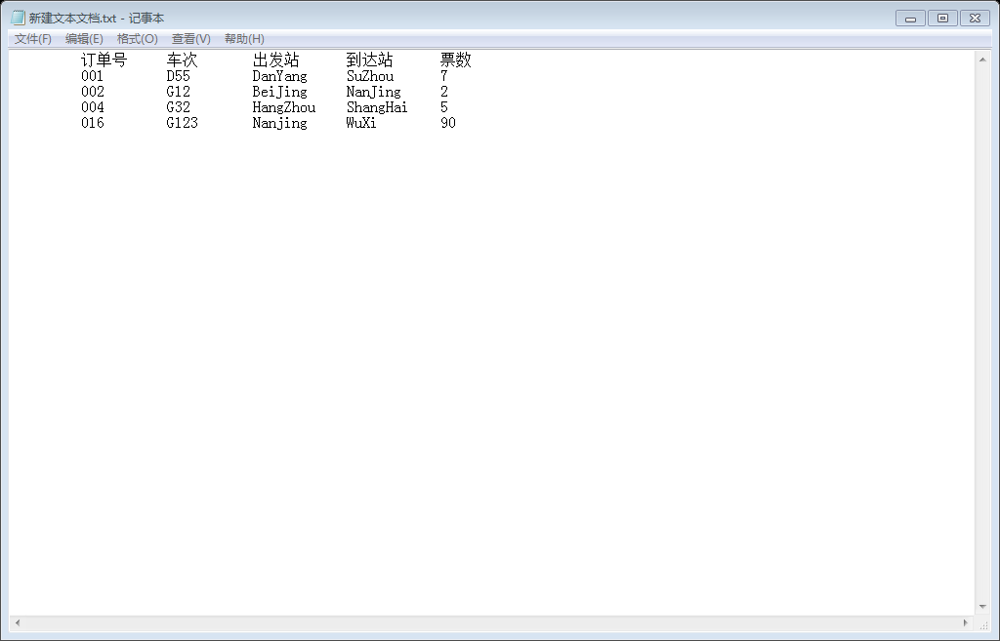 新建文本文档.txt - 记事本
文件(F) 编辑(E) 格式(O) 查看(V) 帮助(H)
订单号 车次 出发站 到达站 票数
001 D55 DanYang SuZhou 7
002 G12 BeiJing NanJing 2
004 G32 HangZhou ShangHai 5
016 G123 Nanjing WuXi 90